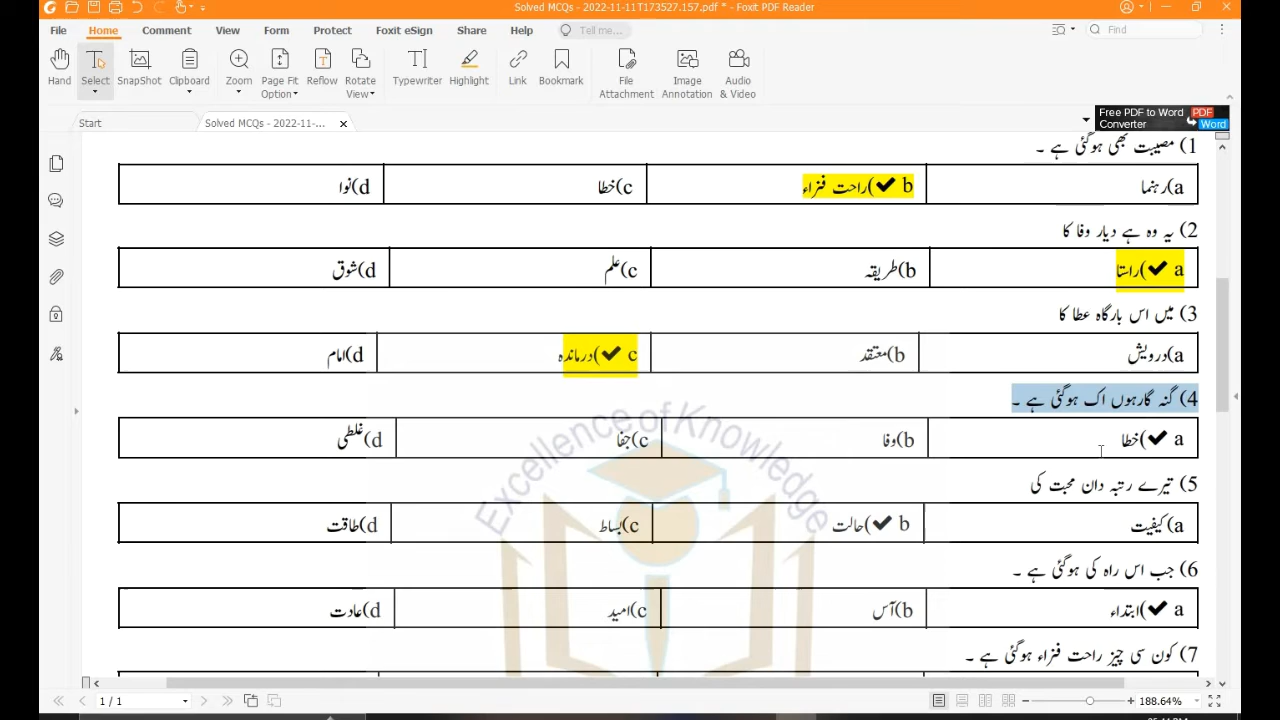 Solved MCQs - 2022-11-11T173527.157.pdf * - Foxit PDF Reader
File Home Comment View Form Protect Foxit eSign Share Help Tell me... Find
Hand Select SnapShot Clipboard Zoom Page Fit Option Reflow Rotate View Typewriter Highlight Link Bookmark File Attachment Image Annotation Audio & Video
Start Solved MCQs - 2022-11-... Free PDF to Word Converter PDF Word
1) مصیبت بھی ہوگئی ہے ۔
a)رہنما b ✔)راحت فزاء c)خطا d)نوا
2) یہ وہ ہے دیار وفا کا
a ✔)راستا b)طریقہ c)علم d)شوق
3) میں اس بارگاہ عطا کا
a)درویش b)معتقد c ✔)درماندہ d)امام
4) گنہ گارہوں اک ہوگئی ہے ۔
a ✔)خطا b)وفا c)جفا d)غلطی
5) تیرے رتبہ دان محبت کی
a)کیفیت b ✔)حالت c)بساط d)طاقت
6) جب اس راہ کی ہوگئی ہے ۔
a ✔)ابتداء b)آس c)امید d)عادت
7) کون سی چیز راحت فزاء ہوگئی ہے ۔
Excellence of Knowledge
1 / 1 188.64%